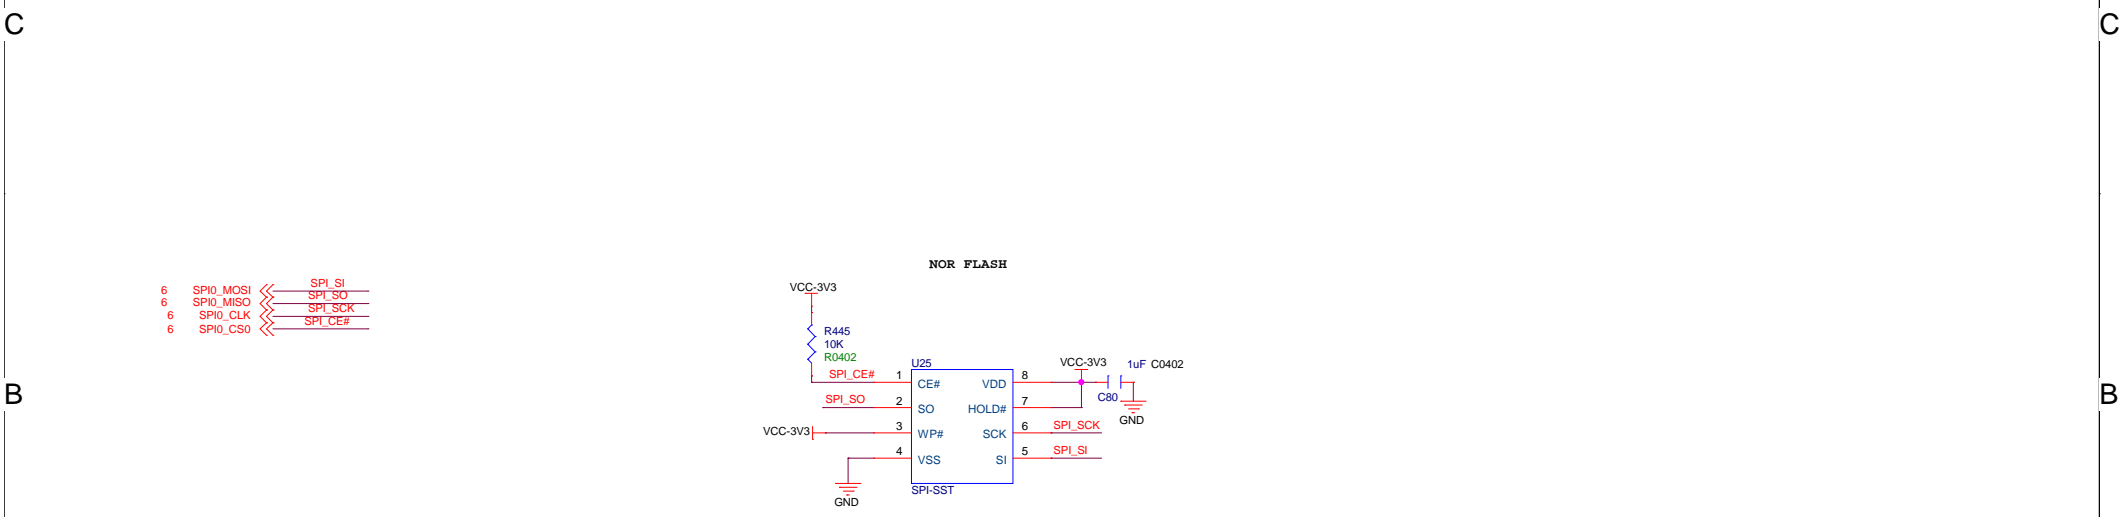 C
C
NOR FLASH
6 SPI0_MOSI SPI_SI
6 SPI0_MISO SPI_SO
6 SPI0_CLK SPI_SCK
6 SPI0_CS0 SPI_CE#
VCC-3V3
R445
10K
R0402
U25
VCC-3V3
1uF C0402
SPI_CE# 1 CE# VDD 8
C80
SPI_SO 2 SO HOLD# 7
GND
VCC-3V3 3 WP# SCK 6 SPI_SCK
4 VSS SI 5 SPI_SI
SPI-SST
GND
B
B